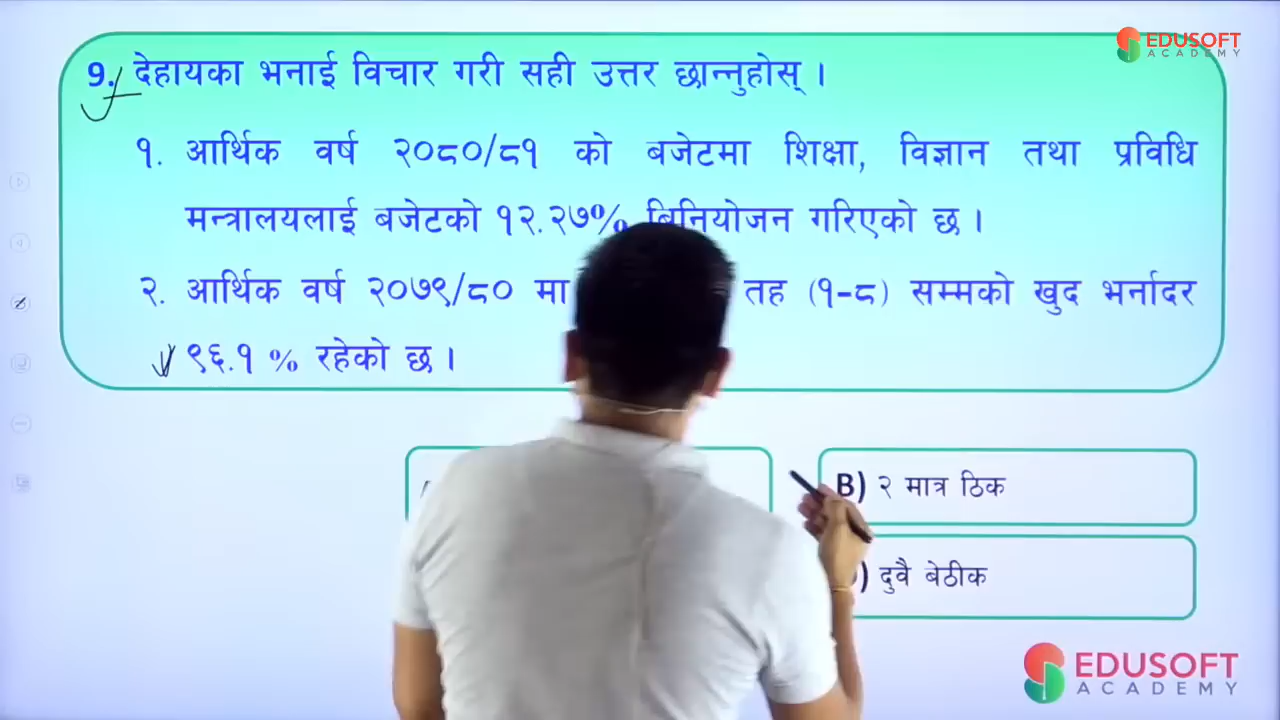 EDUSOFT
ACADEMY
9. देहायका भनाई विचार गरी सही उत्तर छान्नुहोस् ।
१. आर्थिक वर्ष २०८०/८१ को बजेटमा शिक्षा, विज्ञान तथा प्रविधि
मन्त्रालयलाई बजेटको १२.२७% बिनियोजन गरिएको छ ।
२. आर्थिक वर्ष २०७९/८० मा तह (१-८) सम्मको खुद भर्नादर
९६.१ % रहेको छ ।
B) २ मात्र ठिक
) दुवै बेठीक
EDUSOFT
ACADEMY